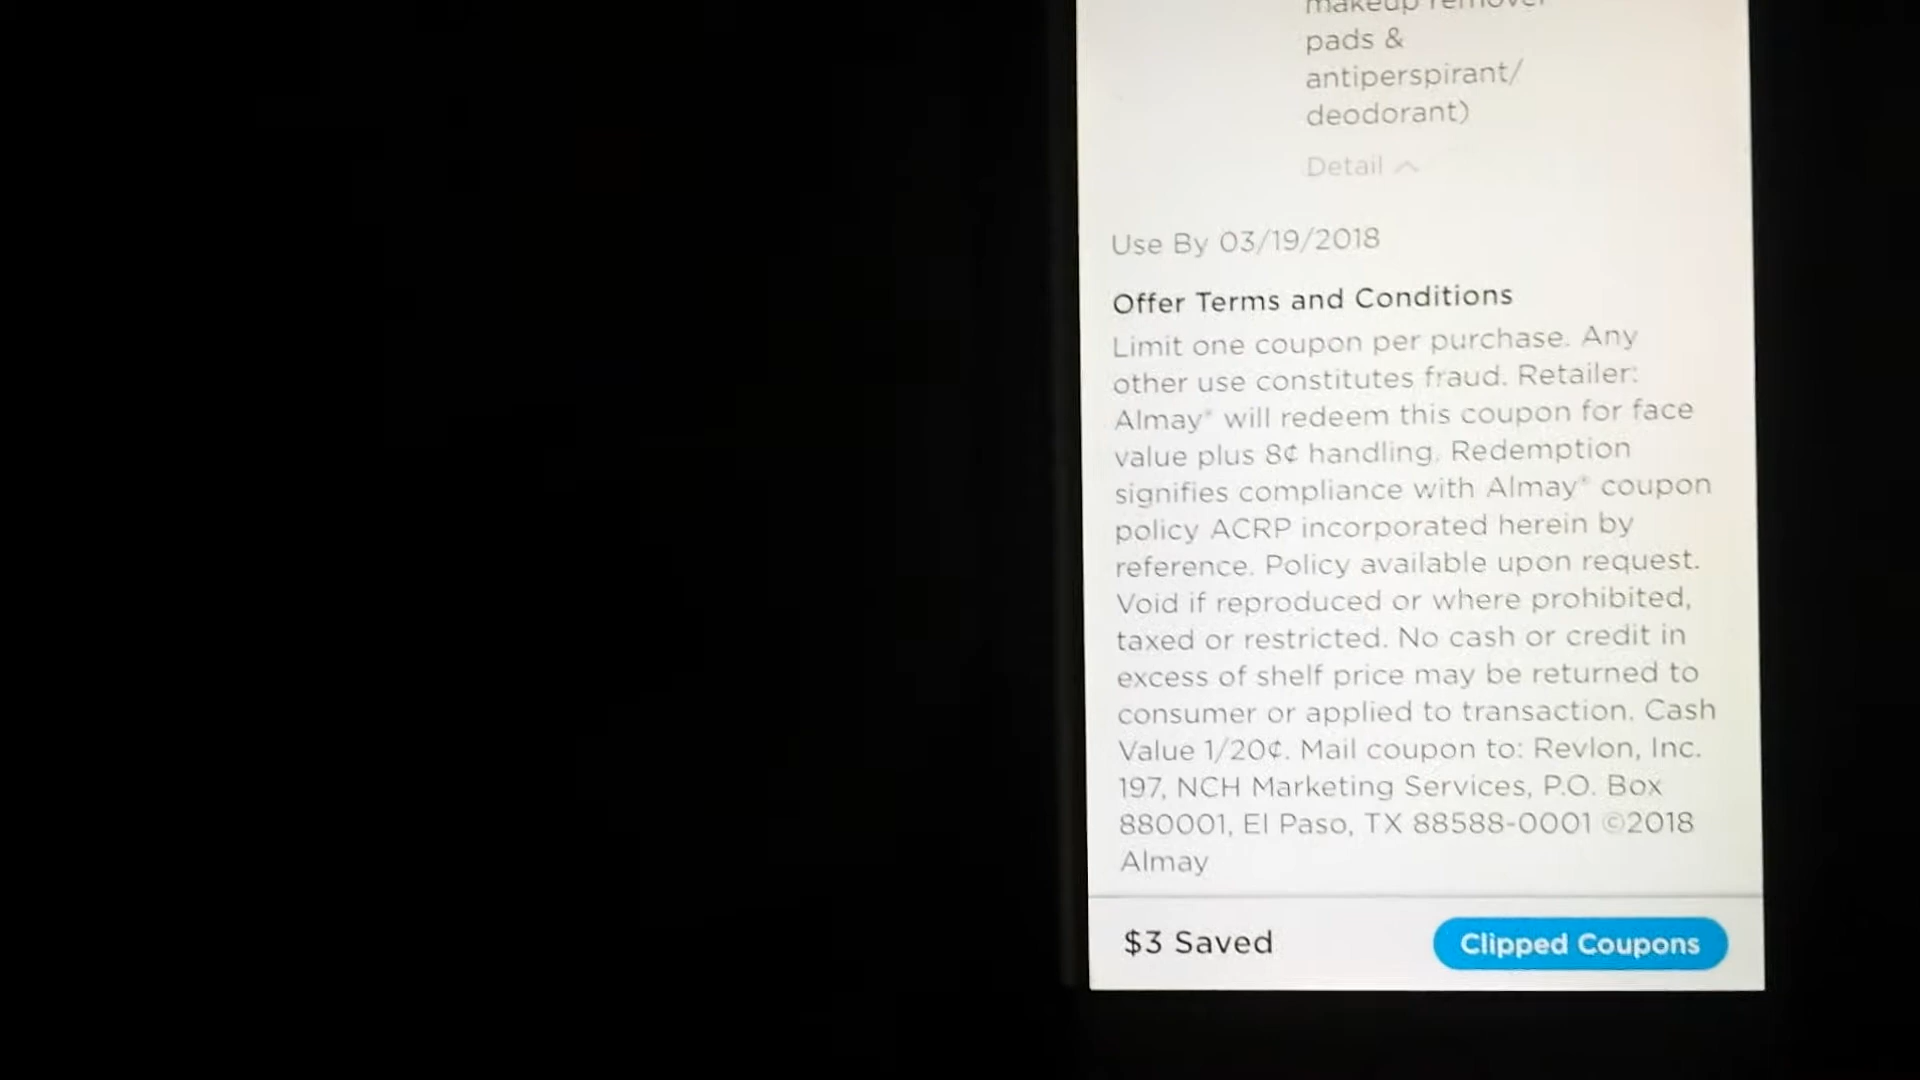 makeup remover
pads &
antiperspirant/
deodorant)
Detail
Use By 03/19/2018
Offer Terms and Conditions
Limit one coupon per purchase. Any
other use constitutes fraud. Retailer:
Almay® will redeem this coupon for face
value plus 8¢ handling. Redemption
signifies compliance with Almay® coupon
policy ACRP incorporated herein by
reference. Policy available upon request.
Void if reproduced or where prohibited,
taxed or restricted. No cash or credit in
excess of shelf price may be returned to
consumer or applied to transaction. Cash
Value 1/20¢. Mail coupon to: Revlon, Inc.
197, NCH Marketing Services, P.O. Box
880001, El Paso, TX 88588-0001 ©2018
Almay
$3 Saved
Clipped Coupons